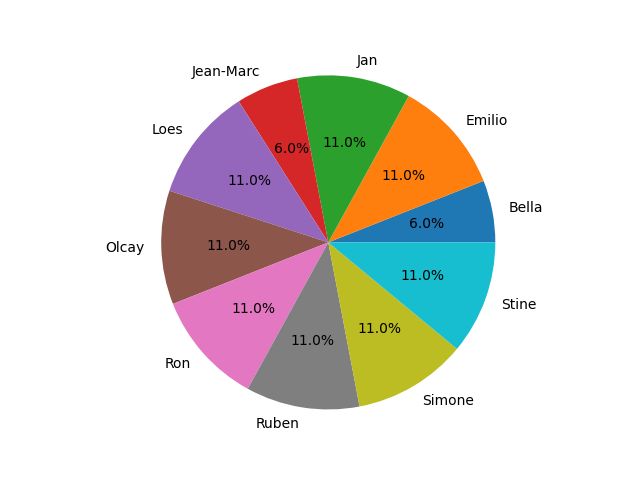 Jan
Jean-Marc
Emilio
Loes
6.0%
11.0%
11.0%
11.0%
Bella
6.0%
Olcay
11.0%
11.0%
Stine
11.0%
11.0%
11.0%
Ron
Simone
Ruben